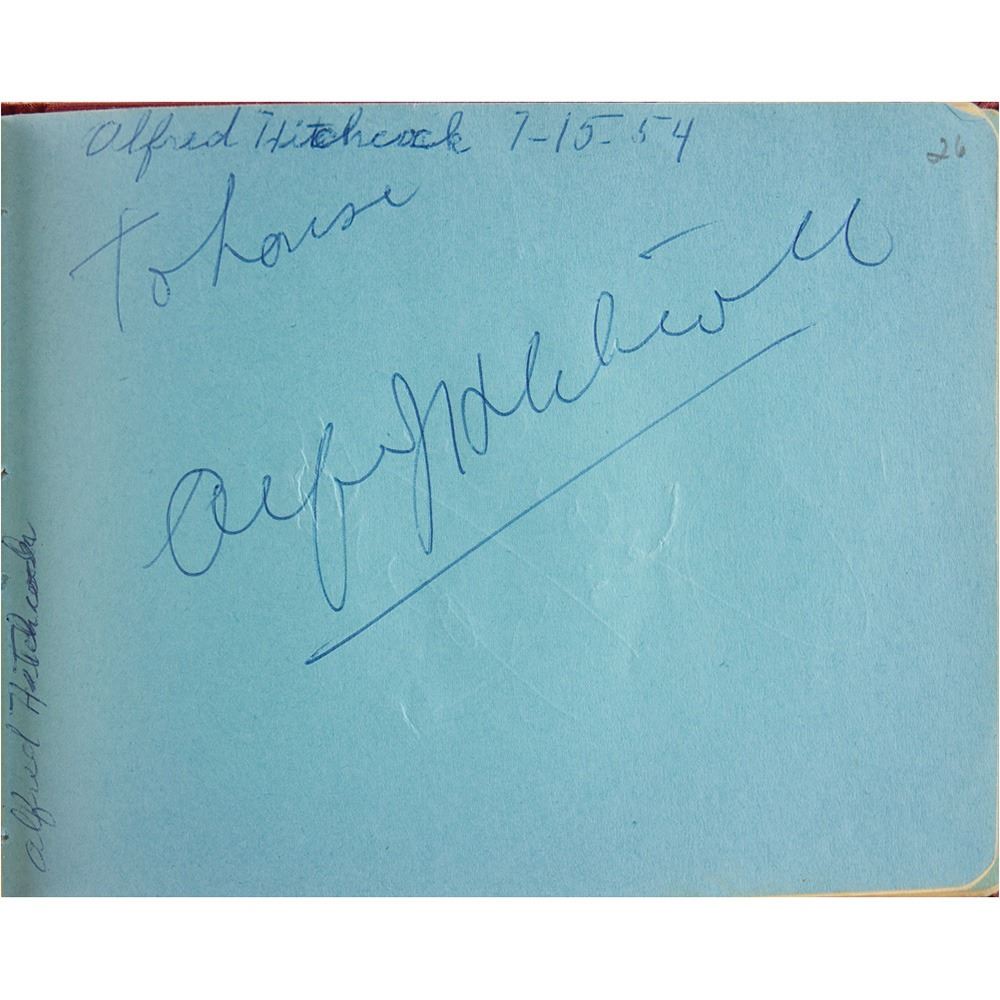 Alfred Hitchcock 7-15-54
26
To Louise
Alfred Hitchcock
Alfred Hitchcock